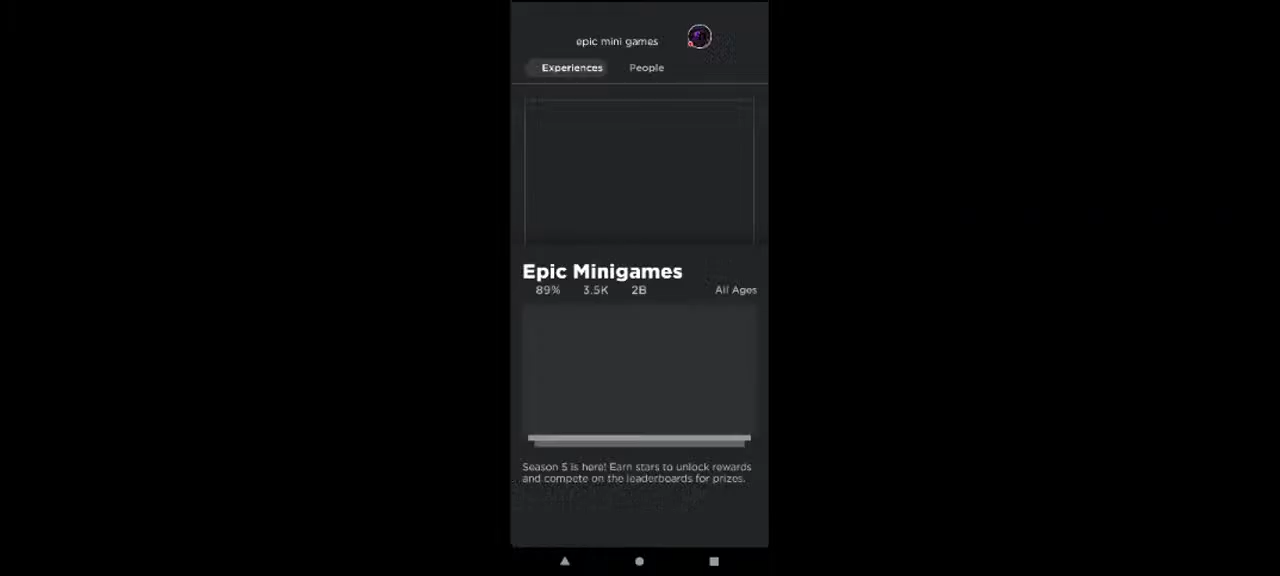 epic mini games
Experiences People
Epic Minigames
89% 3.5K 2B All Ages
Season 5 is here! Earn stars to unlock rewards
and compete on the leaderboards for prizes.